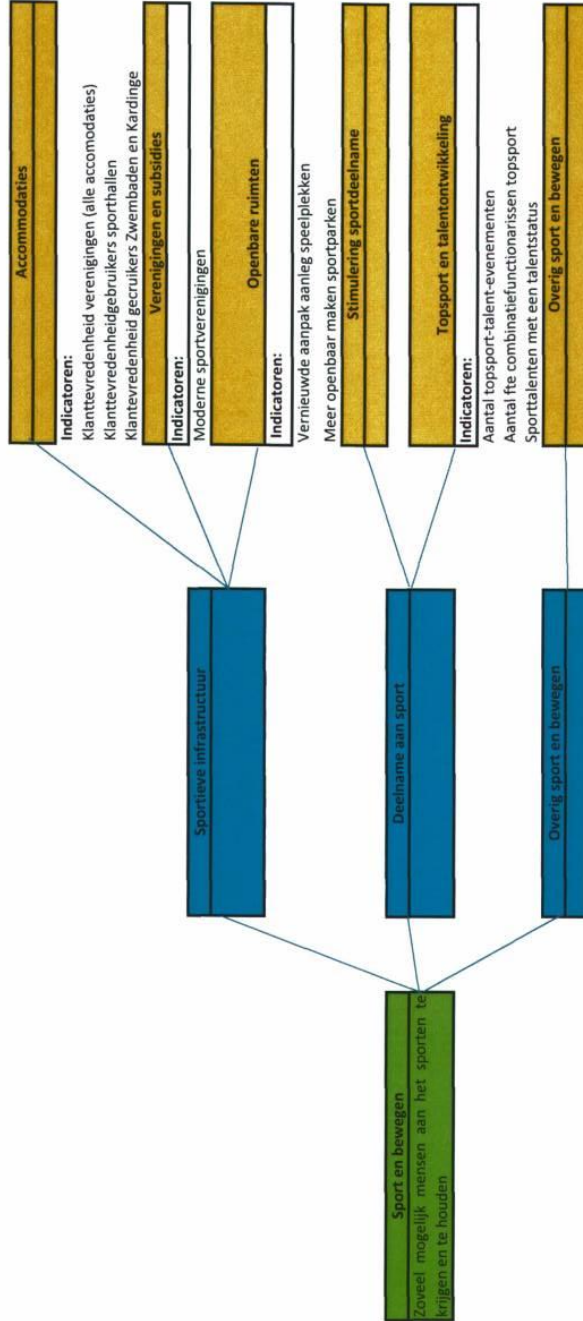 Sport en bewegen
Zoveel mogelijk mensen aan het sporten te
krijgen en te houden
Sportieve infrastructuur
Deelname aan sport
Overig sport en bewegen
Accommodaties
Indicatoren:
Klanttevredenheid verenigingen (alle accomodaties)
Klanttevredenheidgebruikers sporthallen
Klantevredenheid gecruikers Zwembaden en Kardinge
Verenigingen en subsidies
Indicatoren:
Moderne sportverenigingen
Openbare ruimten
Indicatoren:
Vernieuwde aanpak aanleg speelplekken
Meer openbaar maken sportparken
Stimulering sportdeelname
Topsport en talentontwikkeling
Indicatoren:
Aantal topsport-talent-evenementen
Aantal fte combinatiefunctionarissen topsport
Sporttalenten met een talentstatus
Overig sport en bewegen